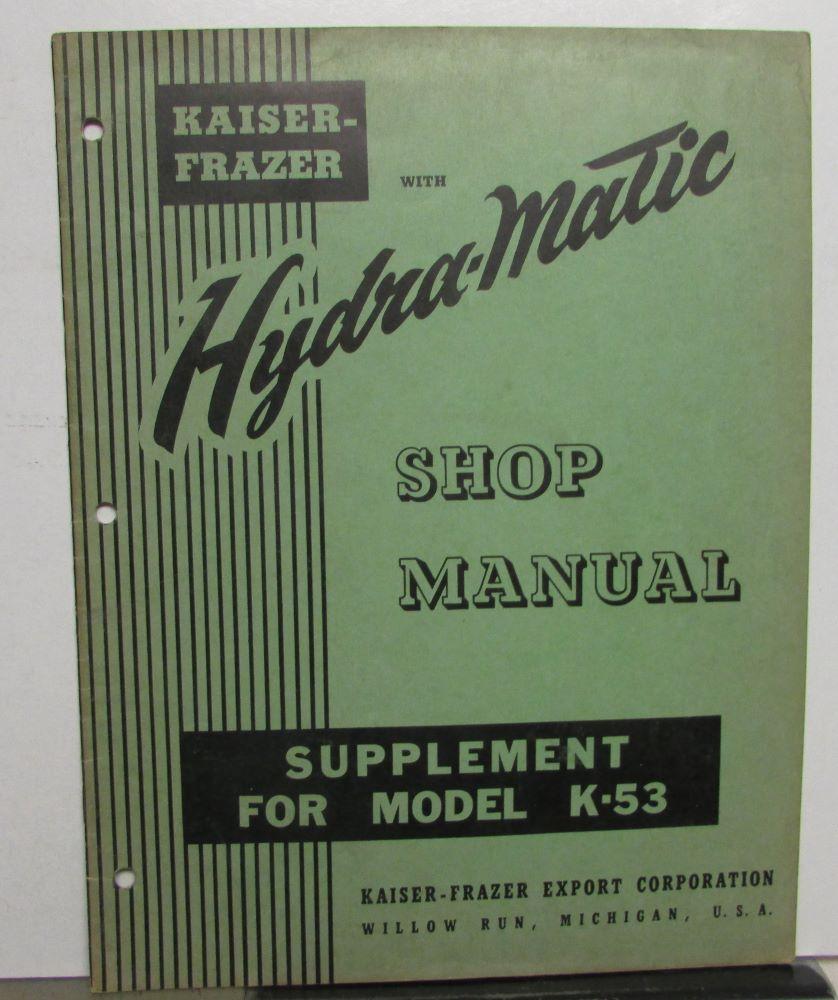 KAISER-
FRAZER
WITH
Hydra-Matic
SHOP
MANUAL
SUPPLEMENT
FOR MODEL K-53
KAISER-FRAZER EXPORT CORPORATION
WILLOW RUN, MICHIGAN, U. S. A.